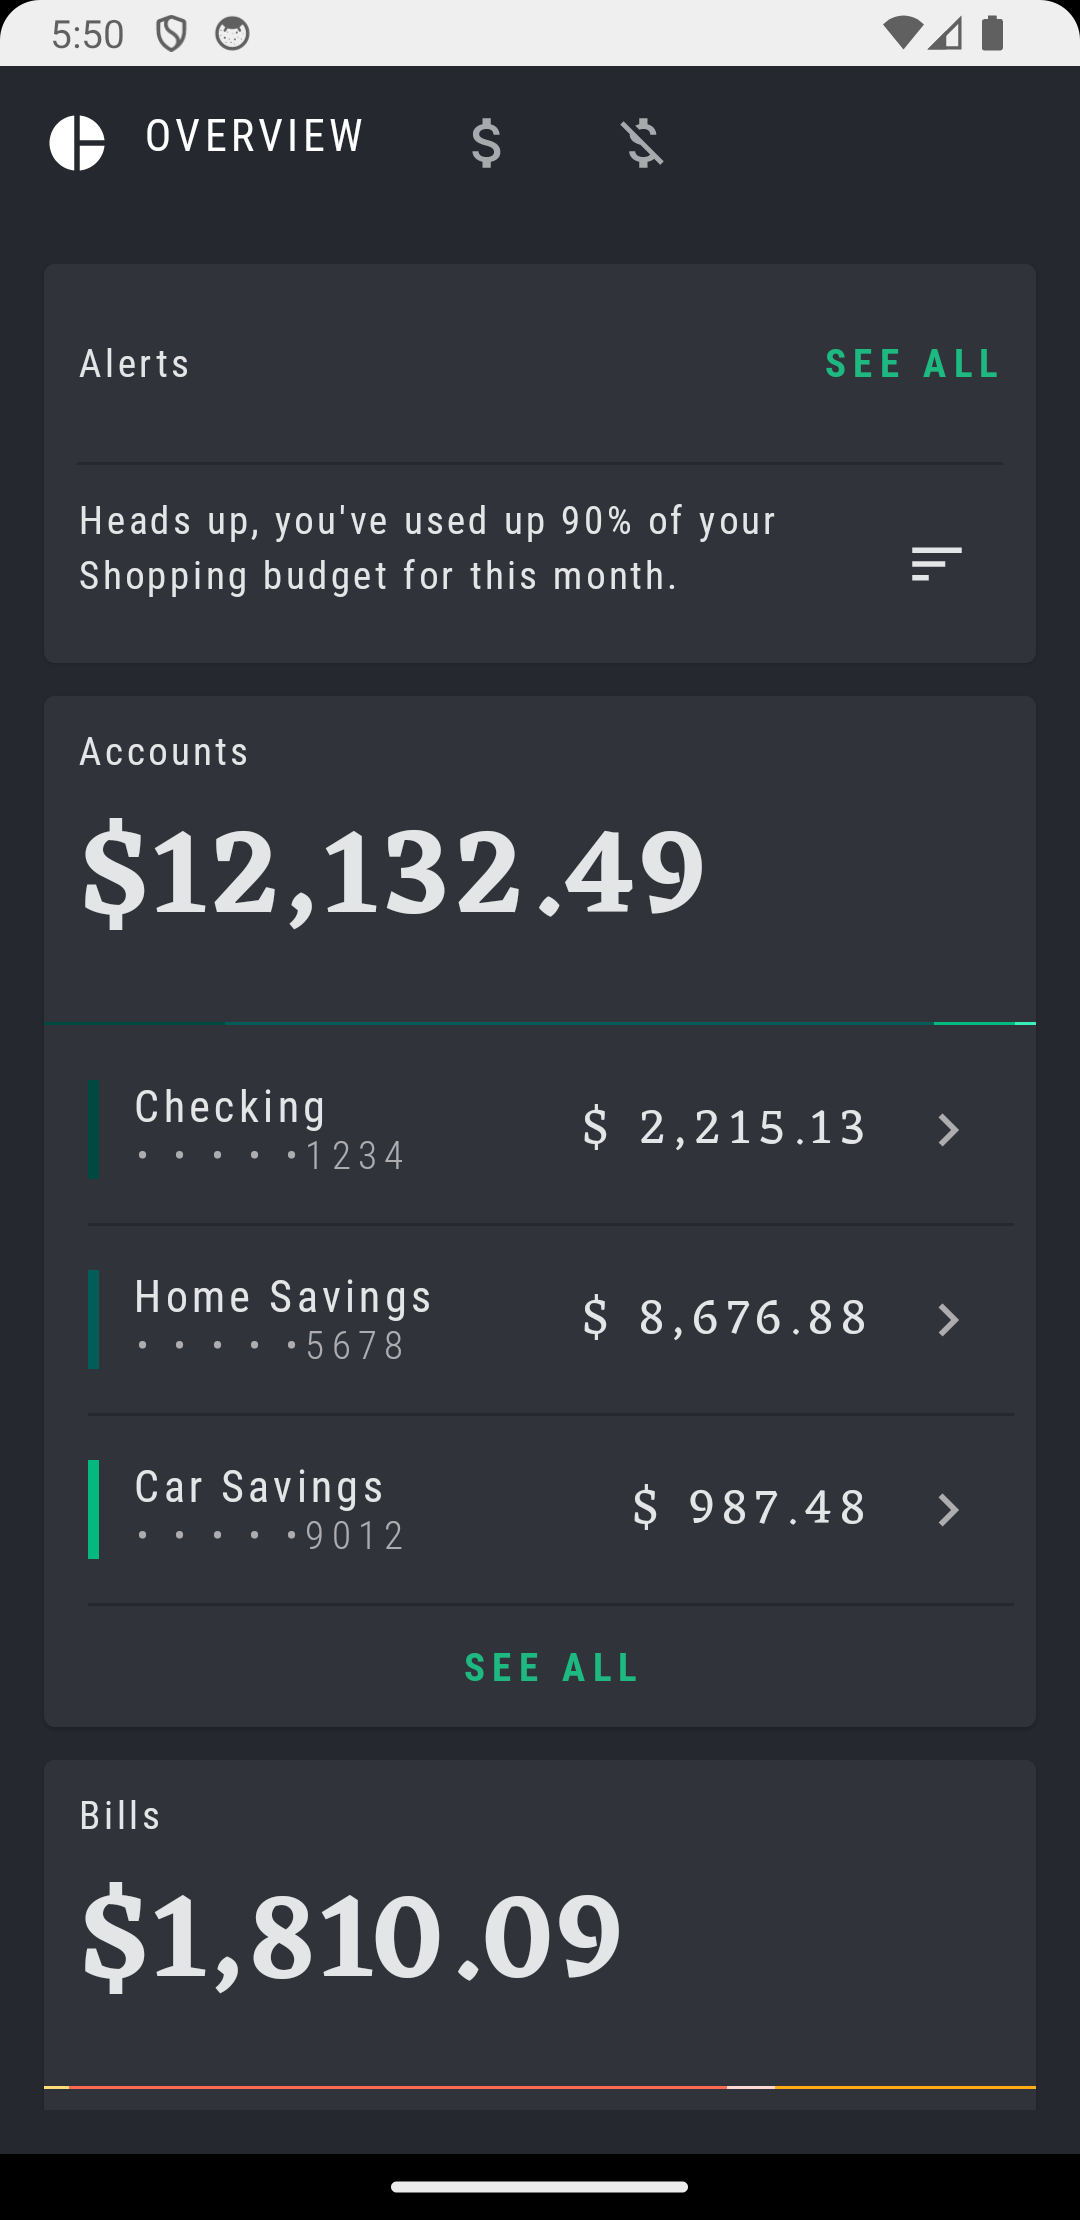 5:50
OVERVIEW
Alerts
SEE ALL
Heads up, you've used up 90% of your
Shopping budget for this month.
Accounts
$12,132.49
Checking
$ 2,215.13
• • • • •1234
Home Savings
$ 8,676.88
• • • • •5678
Car Savings
$ 987.48
• • • • •9012
SEE ALL
Bills
$1,810.09